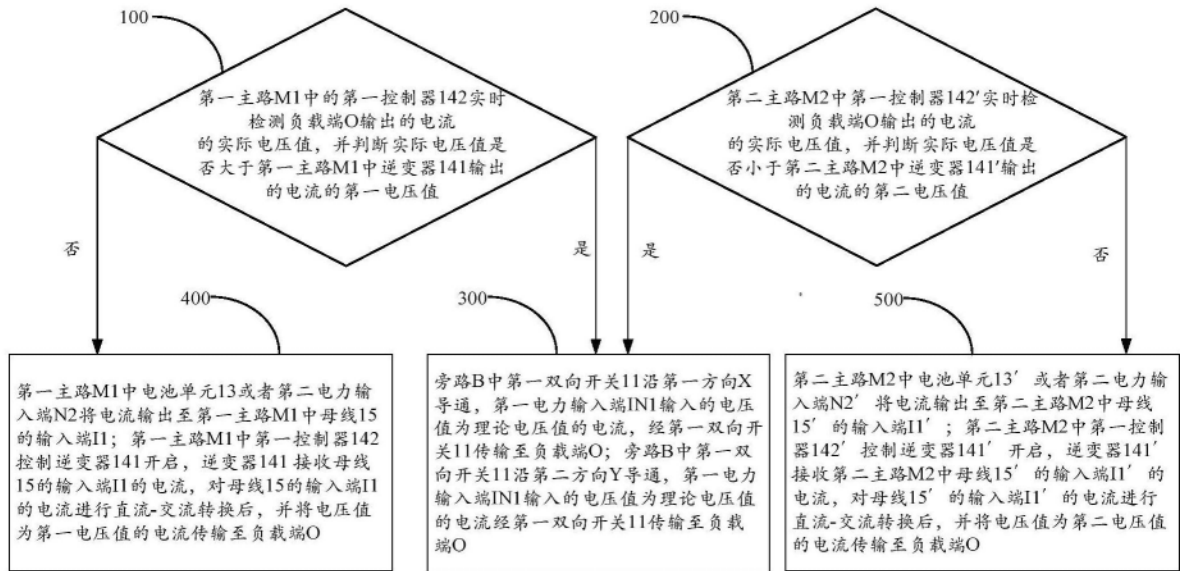 100
200
第一主路M1中的第一控制器142实时
检测负载端O输出的电流
的实际电压值，并判断实际电压值是
否大于第一主路M1中逆变器141输出
的电流的第一电压值
第二主路M2中第一控制器142′实时检
测负载端O输出的电流
的实际电压值，并判断实际电压值是
否小于第二主路M2中逆变器141′输出
的电流的第二电压值
否
是
是
否
400
300
500
第一主路M1中电池单元13或者第二电力输
入端N2将电流输出至第一主路M1中母线15
的输入端I1；第一主路M1中第一控制器142
控制逆变器141开启，逆变器141接收母线
15的输入端I1的电流，对母线15的输入端I1
的电流进行直流-交流转换后，并将电压值
为第一电压值的电流传输至负载端O
旁路B中第一双向开关11沿第一方向X
导通，第一电力输入端IN1输入的电压
值为理论电压值的电流，经第一双向开
关11传输至负载端O；旁路B中第一双
向开关11沿第二方向Y导通，第一电力
输入端IN1输入的电压值为理论电压值
的电流经第一双向开关11传输至负载
端O
第二主路M2中电池单元13′或者第二电力输
入端N2′将电流输出至第二主路M2中母线
15′的输入端I1′；第二主路M2中第一控制
器142′控制逆变器141′开启，逆变器141′
接收第二主路M2中母线15′的输入端I1′的
电流，对母线15′的输入端I1′的电流进行
直流-交流转换后，并将电压值为第二电压值
的电流传输至负载端O